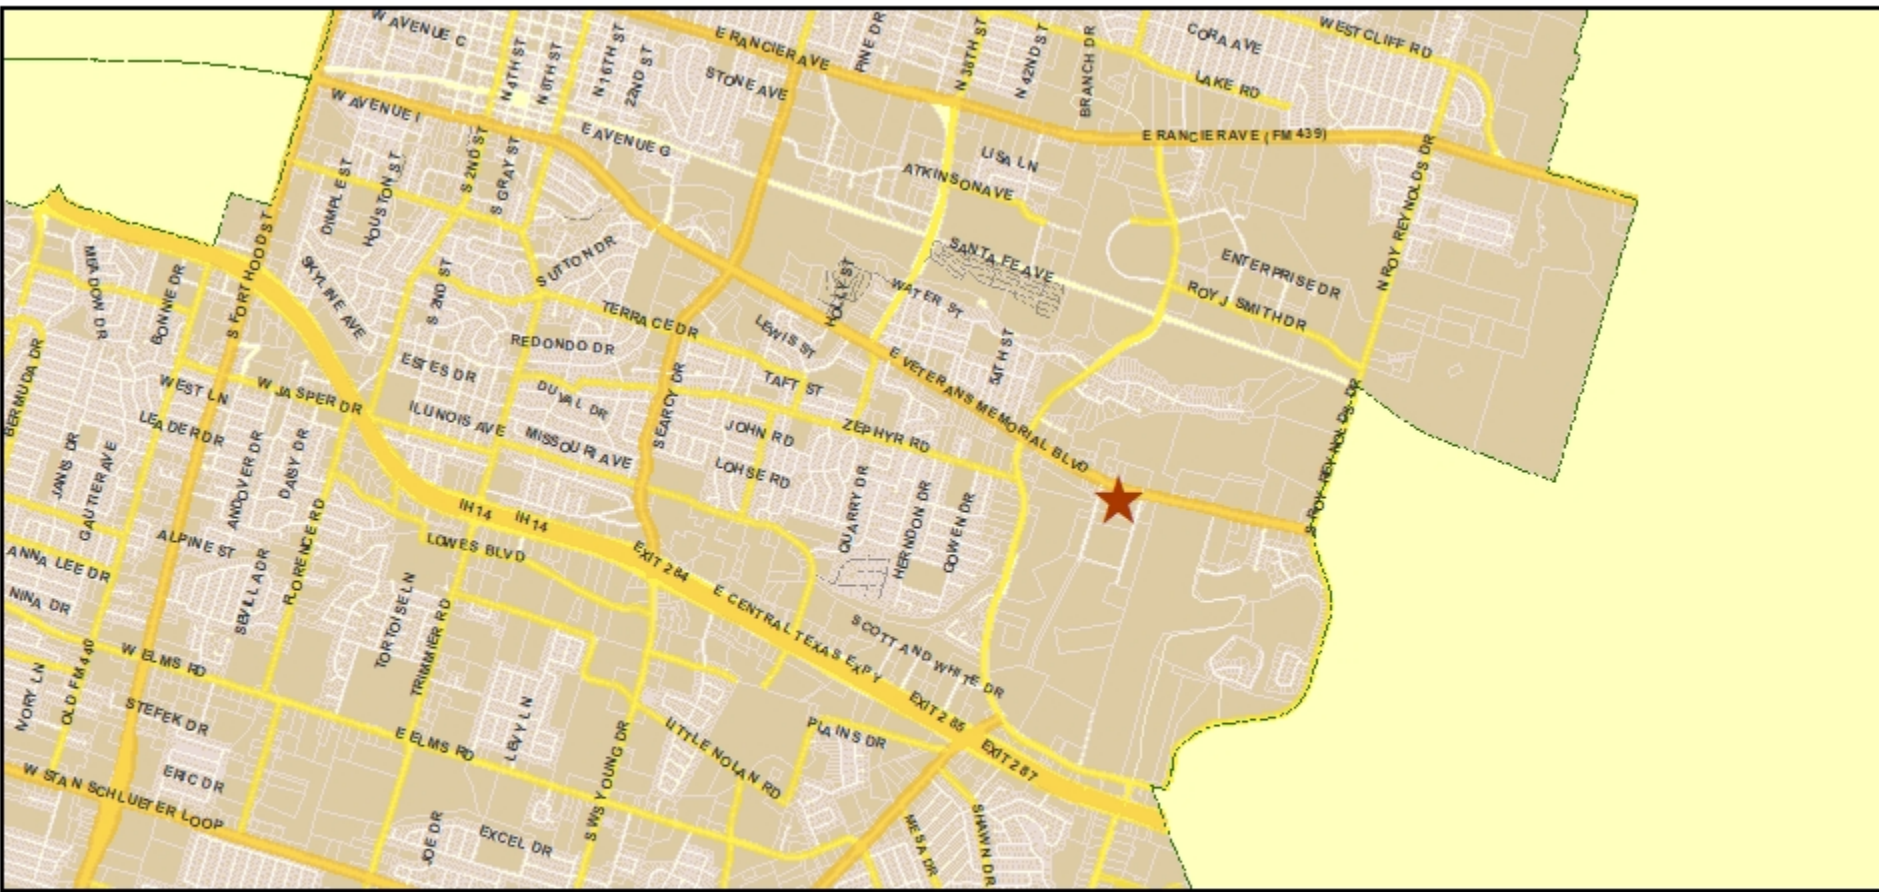 W AVENUE C
N 4TH ST
N 8TH ST
N 16TH ST
22ND ST
E RANCIER AVE
STONE AVE
PINE DR
N 38TH ST
N 42ND ST
BRANCH DR
CORA AVE
WESTCLIFF RD
LAKE RD
W AVENUE I
E AVENUE G
E RANCIER AVE (FM 439)
LISA LN
ATKINSON AVE
N ROY REYNOLDS DR
DIMPLE ST
HOUSTON ST
S 2ND ST
S GRAY ST
MEADOW DR
BONNIE DR
S FORT HOOD ST
SKYLINE AVE
S 2ND ST
SUTTON DR
HOLLY ST
WATER ST
SANTA FE AVE
ENTERPRISE DR
ROY J SMITH DR
TERRACE DR
LEWIS ST
REDONDO DR
ESTES DR
BERMUDA DR
WEST LN
W JASPER DR
LEADER DR
ILLINOIS AVE
DUVAL DR
MISSOURI AVE
SEARCY DR
TAFT ST
JOHN RD
LOHSE RD
ZEPHYR RD
54TH ST
E VETERANS MEMORIAL BLVD
S ROY REYNOLDS DR
JANIS DR
GAUTIER AVE
ANDOVER DR
DAISY DR
IH 14
IH 14
QUARRY DR
HERNDON DR
GOWEN DR
ANNA LEE DR
ALPINE ST
NINA DR
SEVILLA DR
FLORENCE RD
LOWES BLVD
EXIT 284
TORTOISE LN
TRIMMIER RD
E CENTRAL TEXAS EXPY
SCOTT AND WHITE DR
IVORY LN
OLD FM 440
W ELMS RD
STEFEK DR
E ELMS RD
LEVY LN
S W S YOUNG DR
LITTLE NOLAN RD
PLAINS DR
EXIT 285
EXIT 287
W STAN SCHLUETER LOOP
ERIC DR
JOE DR
EXCEL DR
MESA DR
SHAWN DR